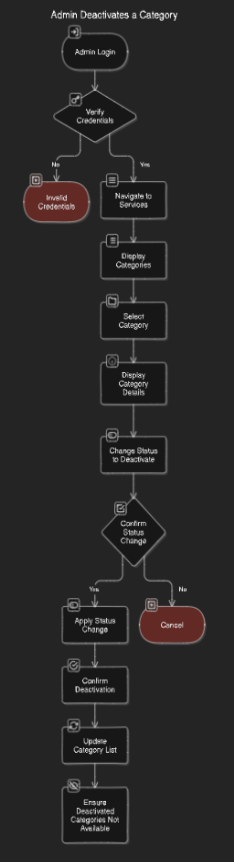 Admin Deactivates a Category
Admin Login
Verify
Credentials
No
Yes
Invalid
Credentials
Navigate to
Services
Display
Categories
Select
Category
Display
Category
Details
Change Status
to Deactivate
Confirm
Status
Change
Yes
No
Apply Status
Change
Cancel
Confirm
Deactivation
Update
Category List
Ensure
Deactivated
Categories Not
Available